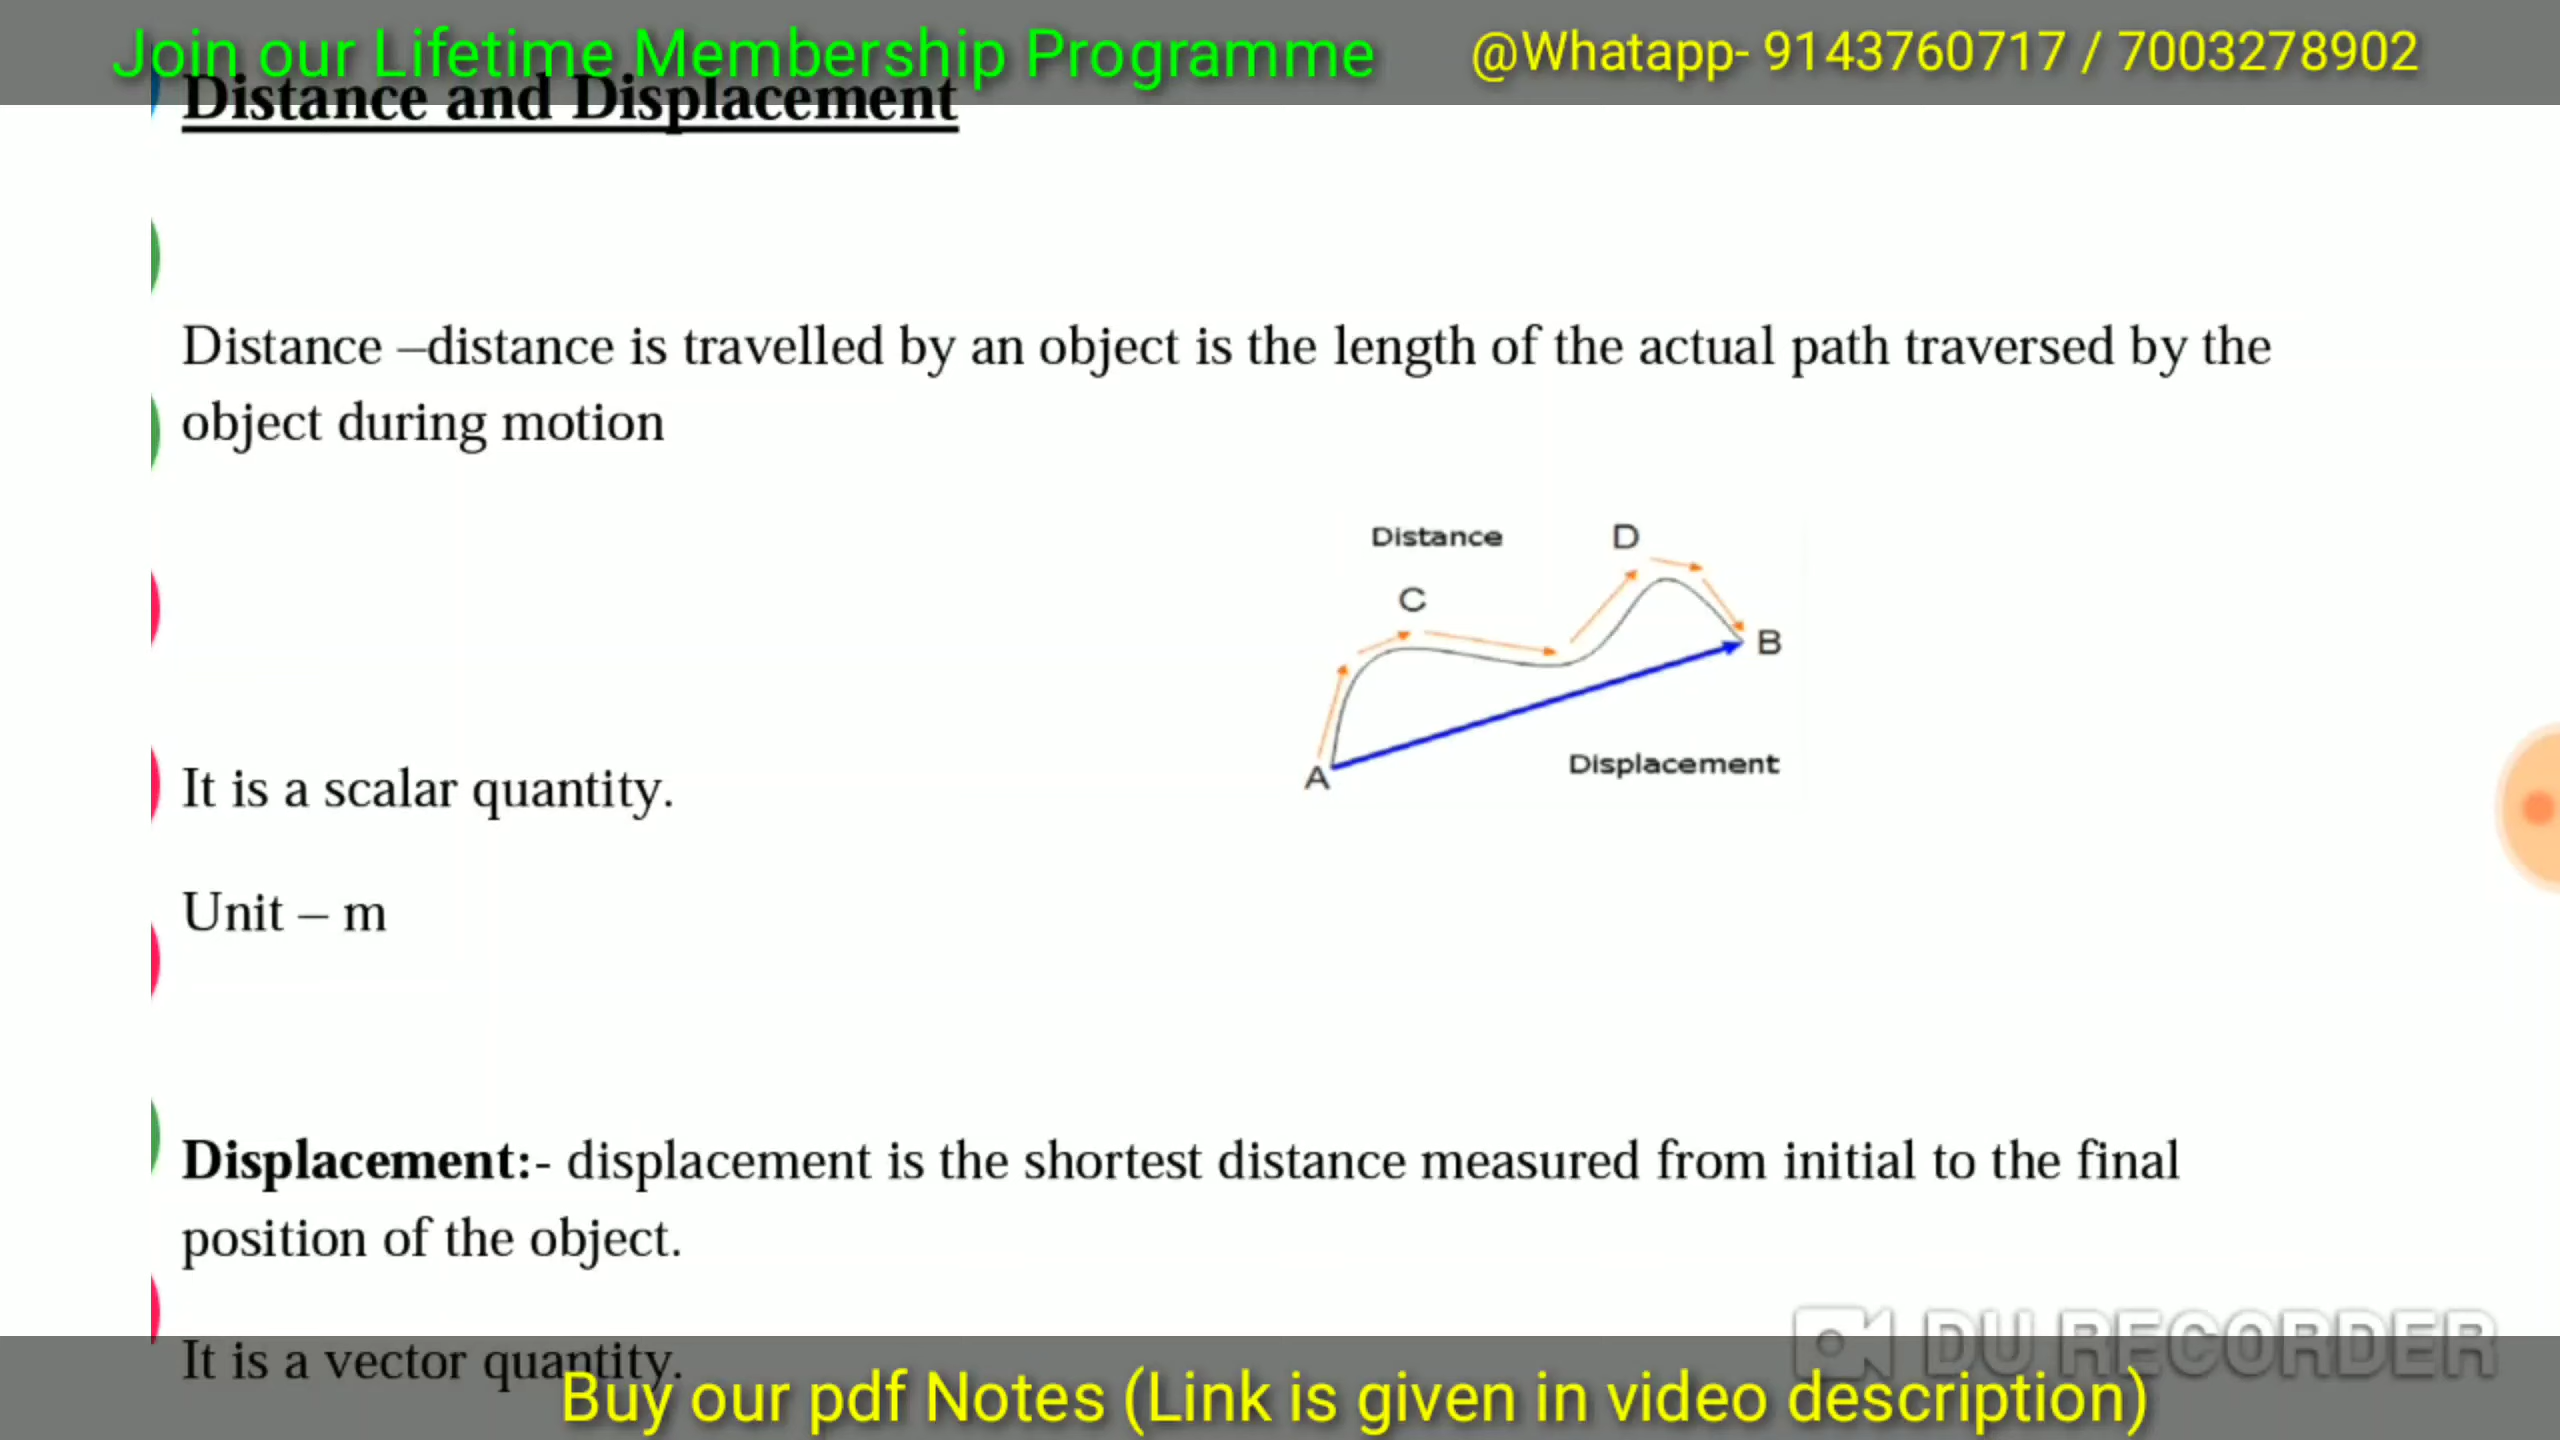 Join our Lifetime Membership Programme @Whatapp- 9143760717 / 7003278902
Distance and Displacement
Distance –distance is travelled by an object is the length of the actual path traversed by the
object during motion
Distance
D
C
B
A
Displacement
It is a scalar quantity.
Unit – m
Displacement:- displacement is the shortest distance measured from initial to the final
position of the object.
DU RECORDER
It is a vector quantity.
Buy our pdf Notes (Link is given in video description)